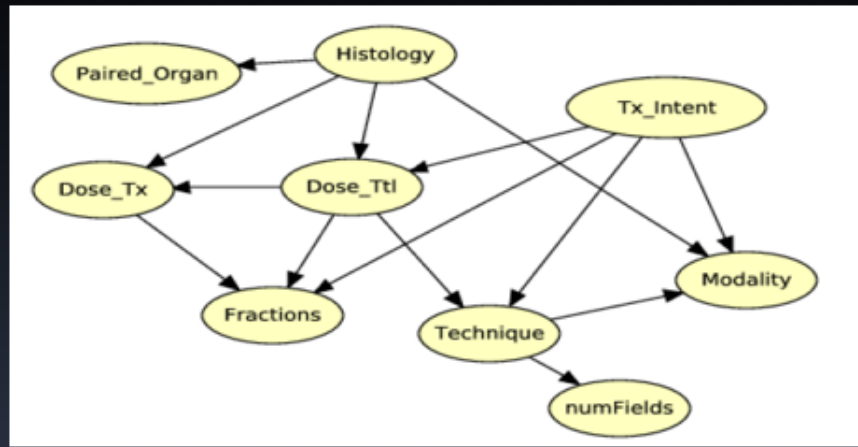 Histology
Paired_Organ
Tx_Intent
Dose_Tx
Dose_Ttl
Modality
Fractions
Technique
numFields